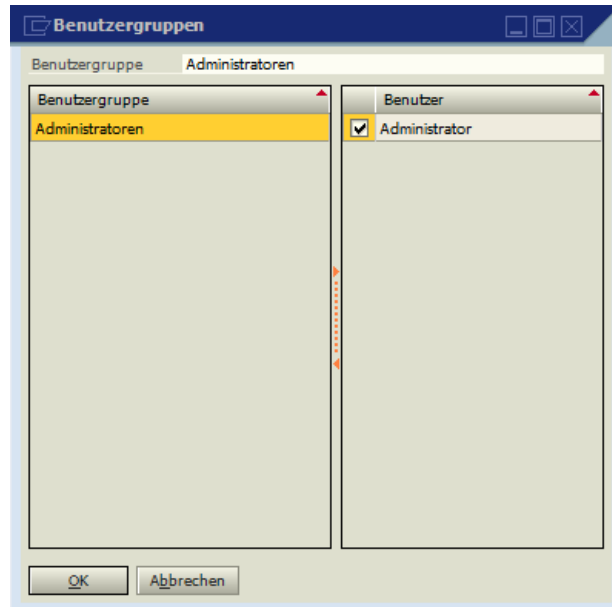 Benutzergruppen
Benutzergruppe Administratoren
Benutzergruppe Benutzer
Administratoren Administrator
OK Abbrechen